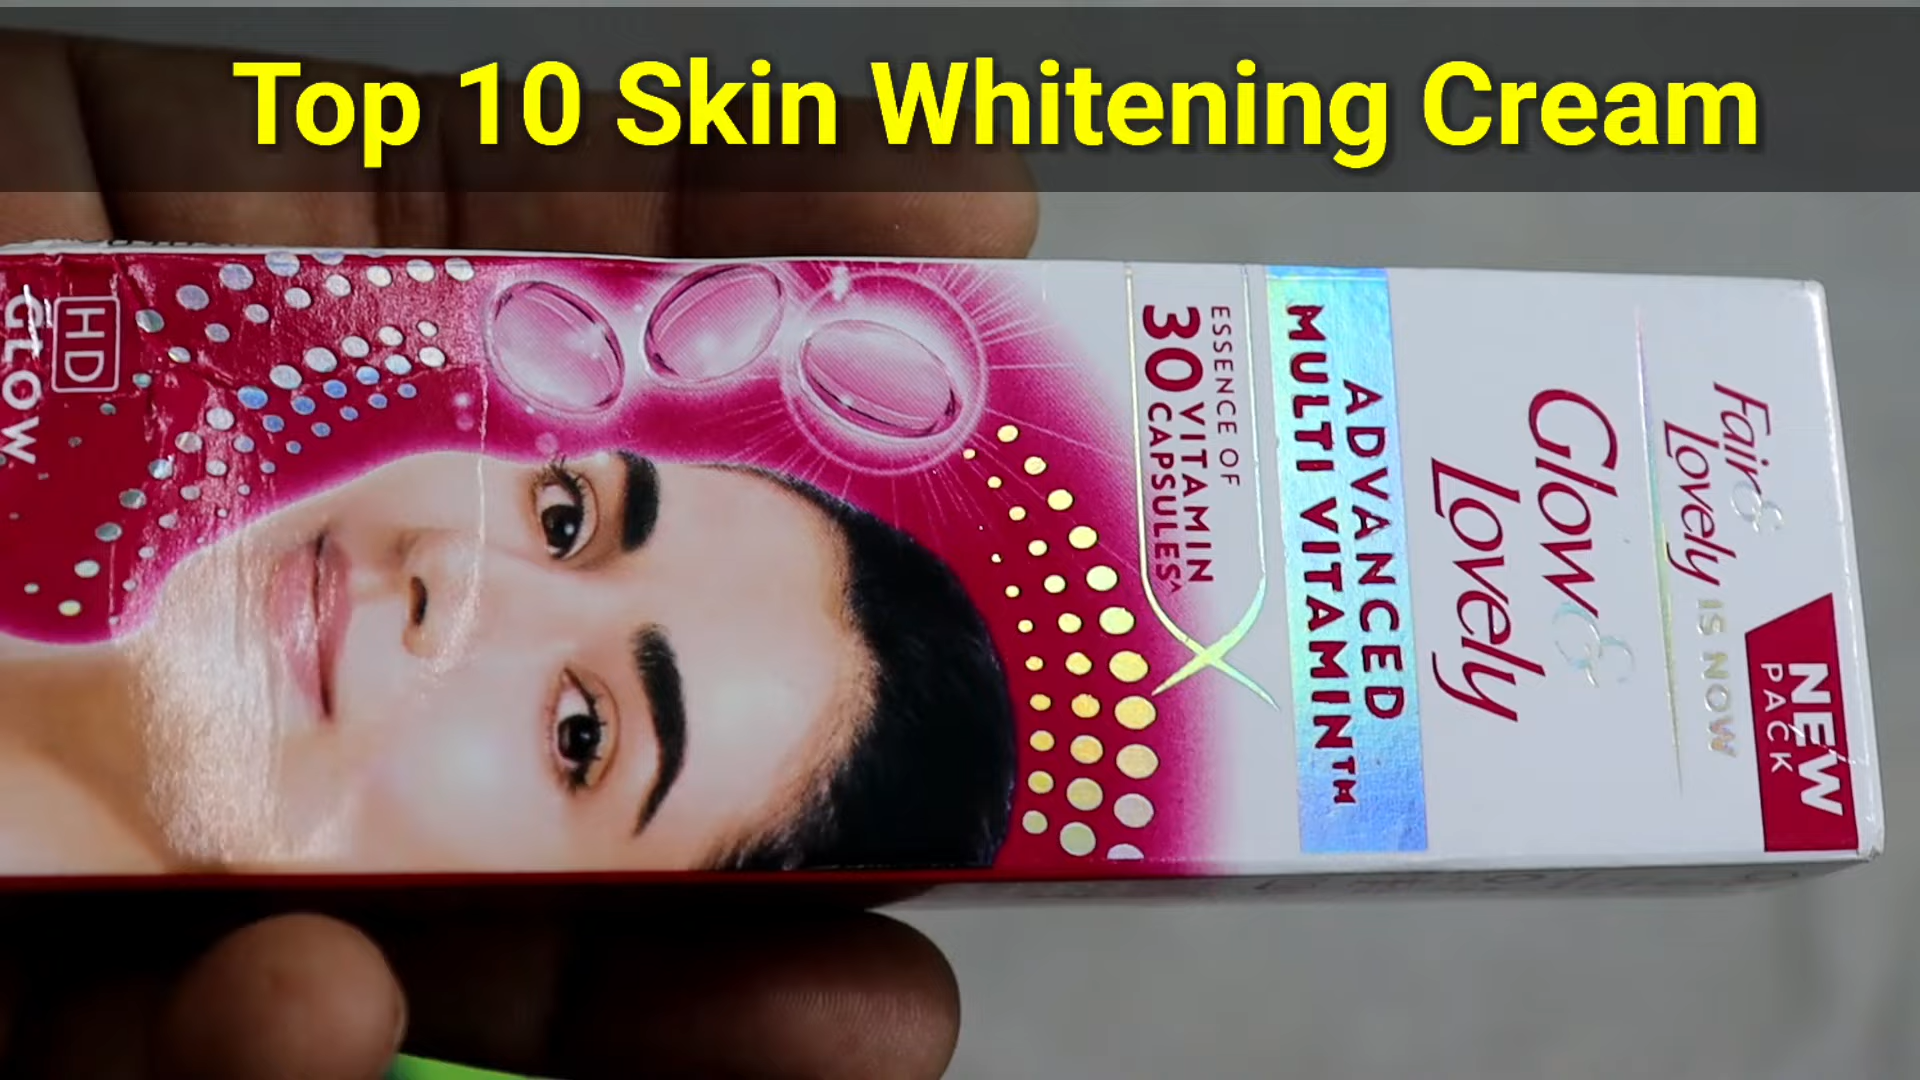 Top 10 Skin Whitening Cream
NEW
PACK
Fair &
Lovely IS NOW
Glow &
Lovely
ADVANCED
MULTI VITAMIN™
ESSENCE OF
30 VITAMIN
CAPSULES^
HD
GLOW